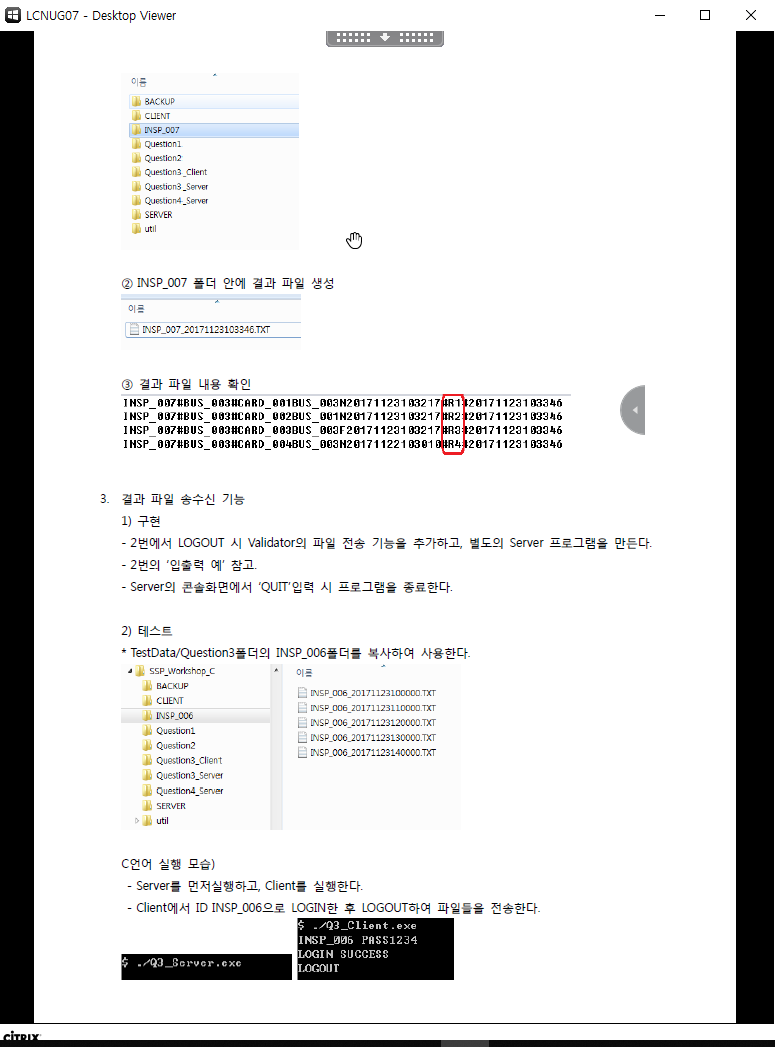 LCNUG07 - Desktop Viewer
이름
BACKUP
CLIENT
INSP_007
Question1
Question2
Question3_Client
Question3_Server
Question4_Server
SERVER
util
② INSP_007 폴더 안에 결과 파일 생성
이름
INSP_007_20171123103346.TXT
③ 결과 파일 내용 확인
INSP_007#BUS_003#CARD_001BUS_003N20171123103217#R1#20171123103346
INSP_007#BUS_003#CARD_002BUS_001N20171123103217#R2#20171123103346
INSP_007#BUS_003#CARD_003BUS_003F20171123103217#R3#20171123103346
INSP_007#BUS_003#CARD_004BUS_003N20171122103010#R4#20171123103346
3. 결과 파일 송수신 기능
1) 구현
- 2번에서 LOGOUT 시 Validator의 파일 전송 기능을 추가하고, 별도의 Server 프로그램을 만든다.
- 2번의 '입출력 예' 참고.
- Server의 콘솔화면에서 'QUIT'입력 시 프로그램을 종료한다.
2) 테스트
* TestData/Question3폴더의 INSP_006폴더를 복사하여 사용한다.
SSP_Workshop_C
BACKUP
CLIENT
INSP_006
Question1
Question2
Question3_Client
Question3_Server
Question4_Server
SERVER
util
이름
INSP_006_20171123100000.TXT
INSP_006_20171123110000.TXT
INSP_006_20171123120000.TXT
INSP_006_20171123130000.TXT
INSP_006_20171123140000.TXT
C언어 실행 모습)
- Server를 먼저실행하고, Client를 실행한다.
- Client에서 ID INSP_006으로 LOGIN한 후 LOGOUT하여 파일들을 전송한다.
$ ./Q3_Server.exe
$ ./Q3_Client.exe
INSP_006 PASS1234
LOGIN SUCCESS
LOGOUT
CITRIX